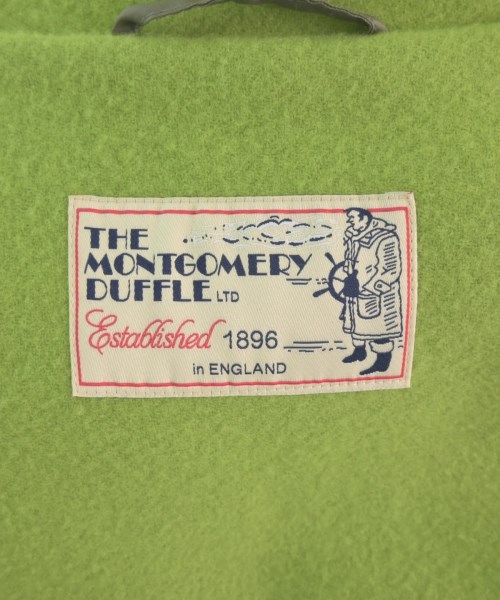 THE
MONTGOMERY
DUFFLE LTD
Established 1896
in ENGLAND